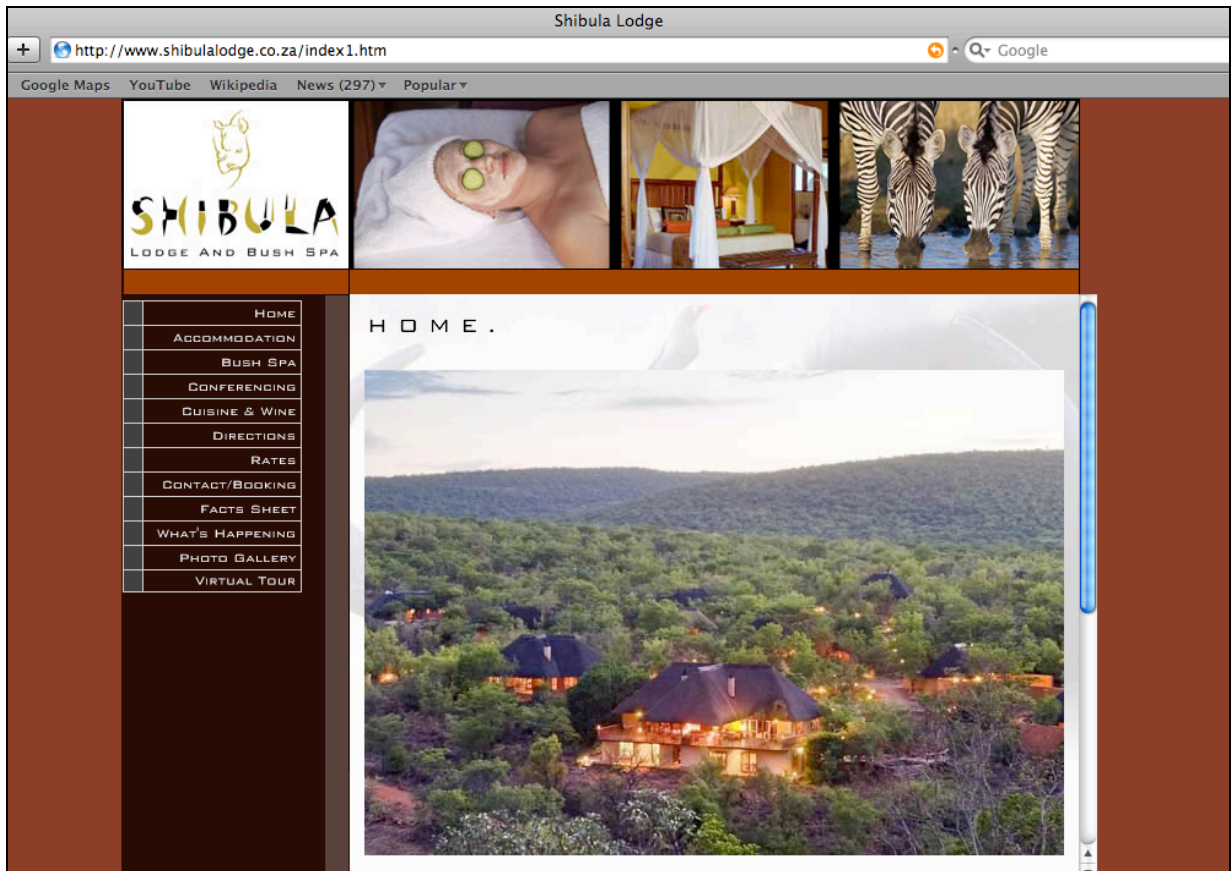 Shibula Lodge
+ http://www.shibulalodge.co.za/index1.htm Google
Google Maps YouTube Wikipedia News (297) Popular
SHIBULA
LODGE AND BUSH SPA
HOME
ACCOMMODATION
BUSH SPA
CONFERENCING
CUISINE & WINE
DIRECTIONS
RATES
CONTACT/BOOKING
FACTS SHEET
WHAT'S HAPPENING
PHOTO GALLERY
VIRTUAL TOUR
HOME.